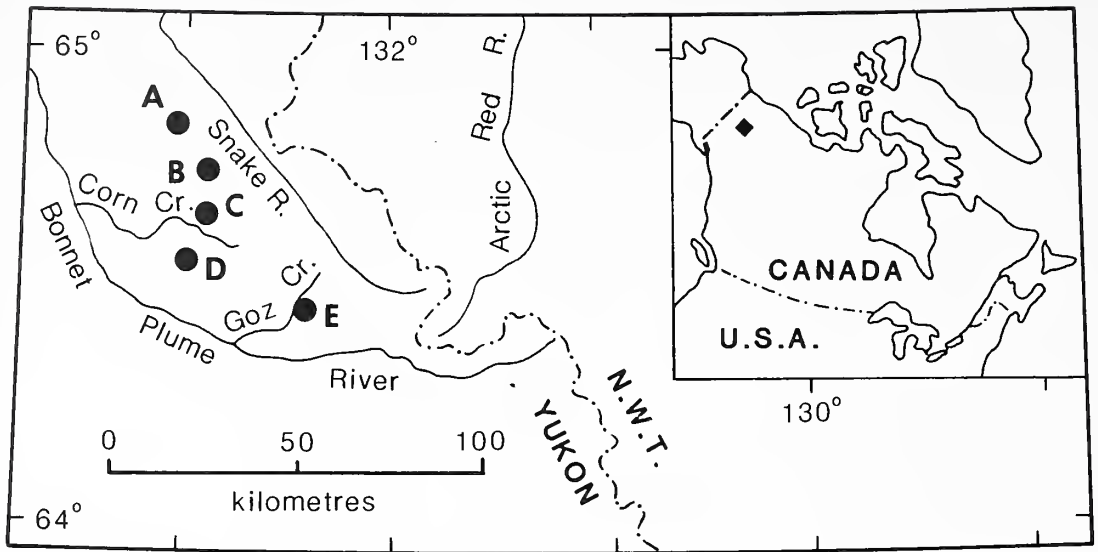 65°
132°
A
B
C
D
E
Snake R.
Arctic Red R.
Corn Cr.
Goz Cr.
Bonnet Plume River
N.W.T.
YUKON
0 50 100
kilometres
64°
130°
CANADA
U.S.A.